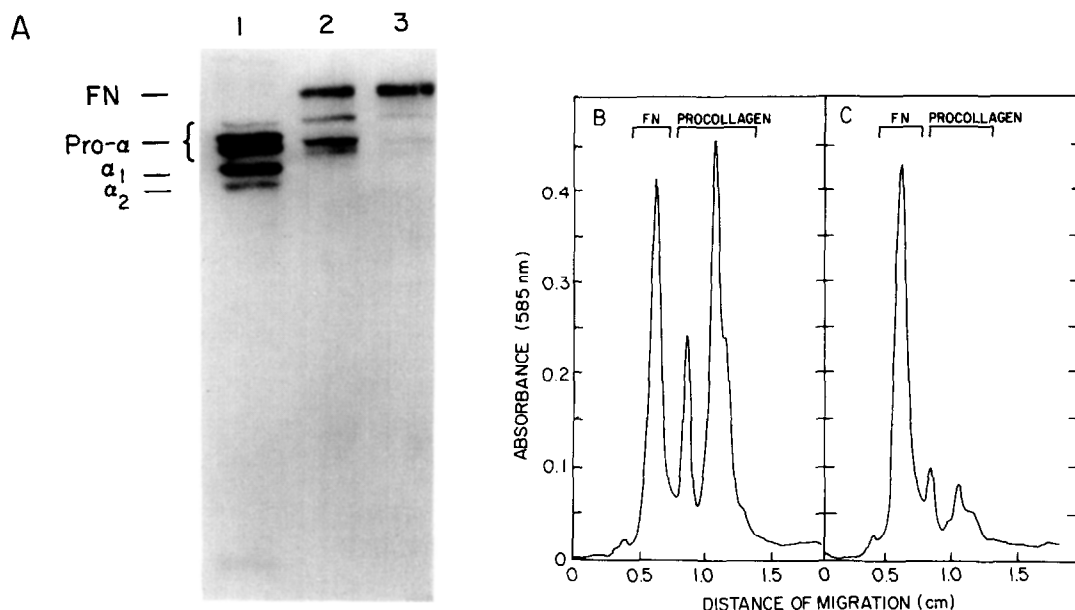 A
1 2 3
FN
Pro-α
α1
α2
B
FN PROCOLLAGEN
C
FN PROCOLLAGEN
ABSORBANCE (585 nm)
0.4
0.3
0.2
0.1
0
0 0.5 1.0 1.5 0 0.5 1.0 1.5
DISTANCE OF MIGRATION (cm)